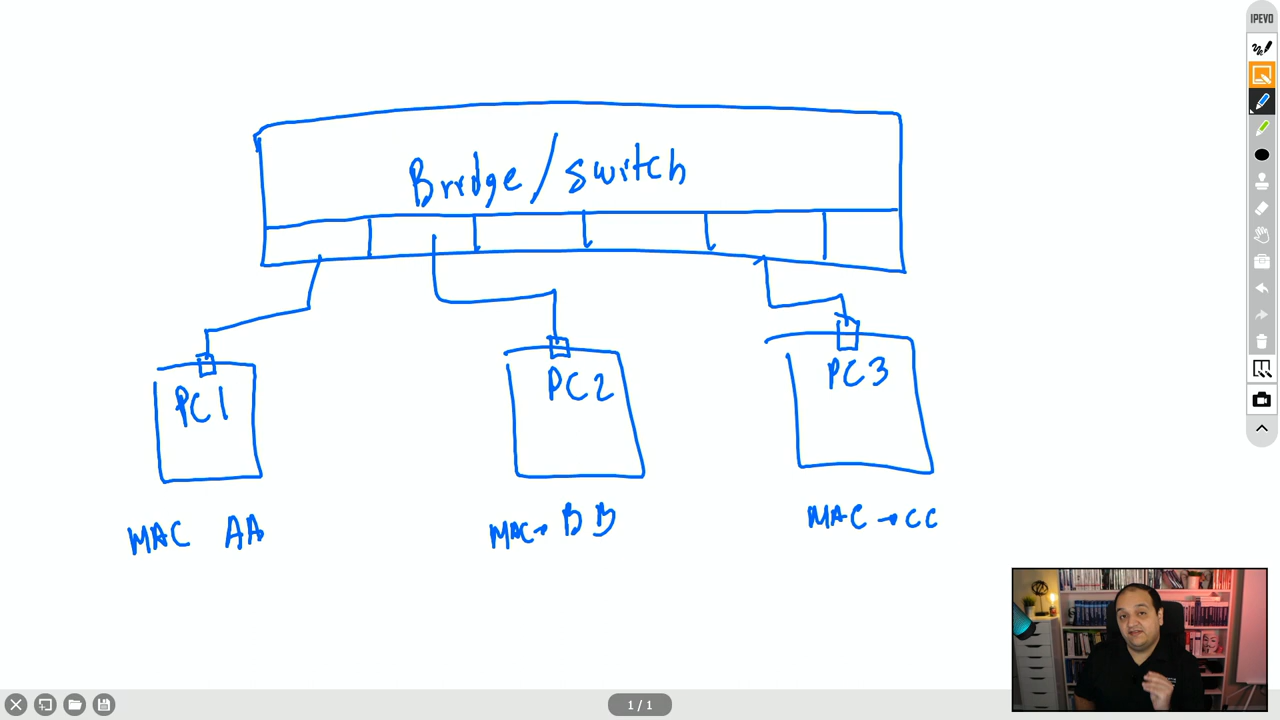 IPEVO
Bridge/switch
PC1
PC2
PC3
MAC AA
MAC→ BB
MAC→CC
1 / 1